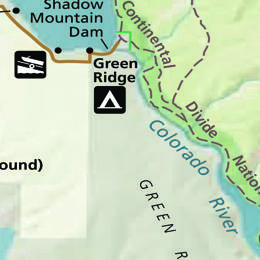 Shadow
Mountain
Dam
Continental
Divide
Nation
Green
Ridge
Colorado
River
ound)
GREEN R